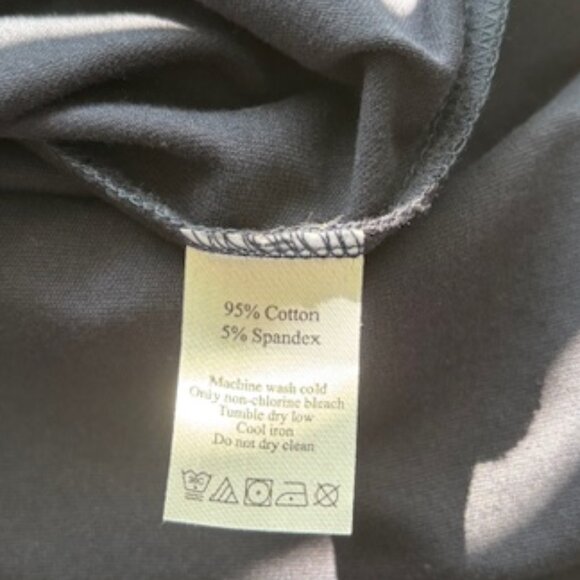 95% Cotton
5% Spandex
Machine wash cold
Only non-chlorine bleach
Tumble dry low
Cool iron
Do not dry clean